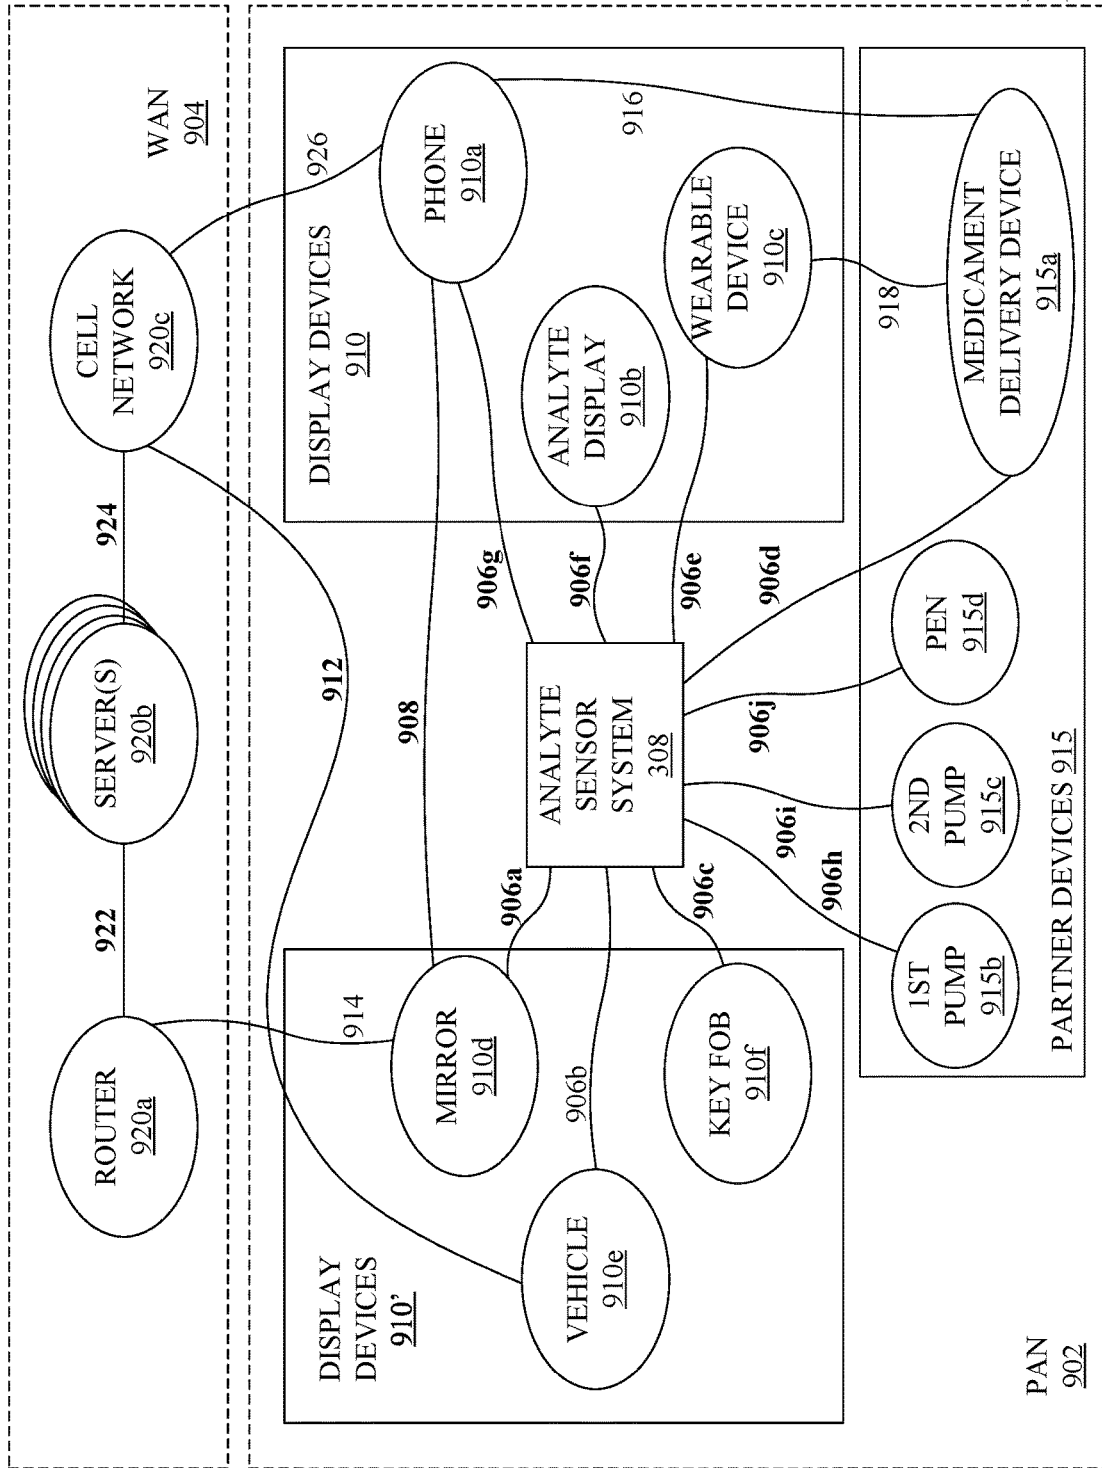 WAN
904
CELL
NETWORK
920c
SERVER(S)
920b
ROUTER
920a
924
922
926
912
DISPLAY DEVICES
910
PHONE
910a
ANALYTE
DISPLAY
910b
WEARABLE
DEVICE
910c
916
918
908
914
DISPLAY
DEVICES
910’
MIRROR
910d
VEHICLE
910e
KEY FOB
910f
ANALYTE
SENSOR
SYSTEM
308
906a
906b
906c
906d
906e
906f
906g
906h
906i
906j
MEDICAMENT
DELIVERY DEVICE
915a
PEN
915d
2ND
PUMP
915c
1ST
PUMP
915b
PARTNER DEVICES 915
PAN
902